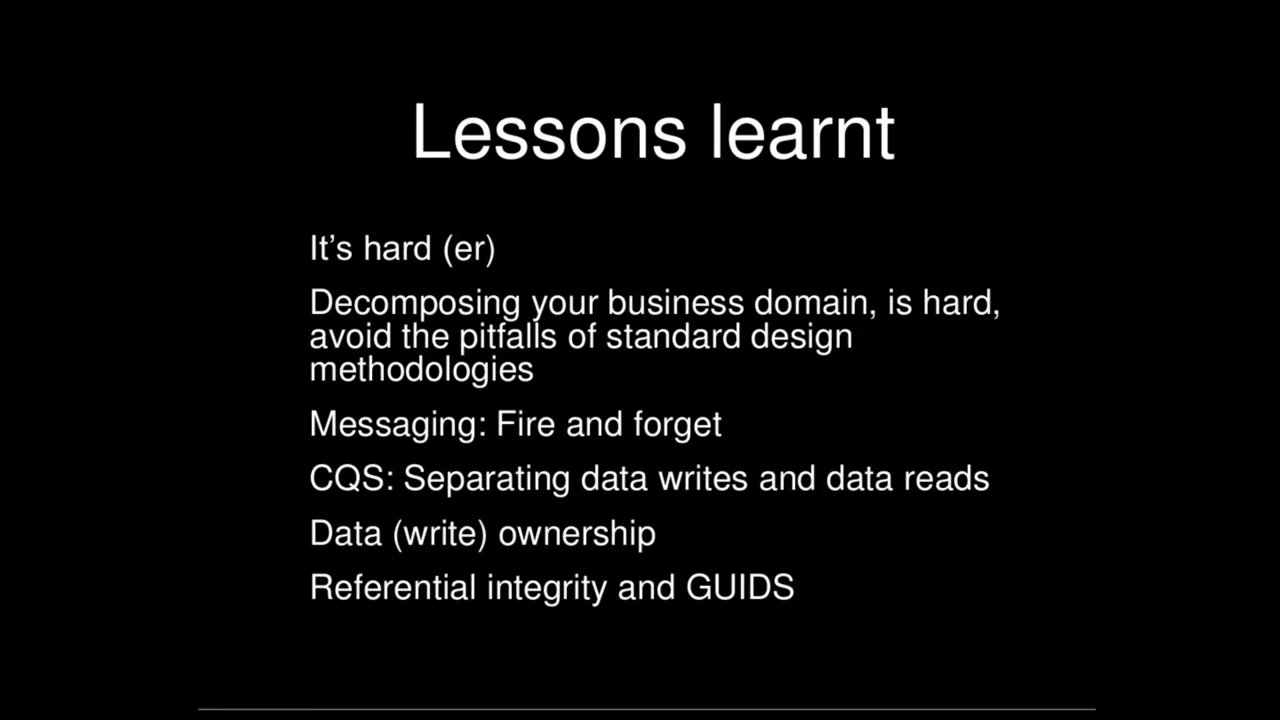 Lessons learnt
It’s hard (er)
Decomposing your business domain, is hard,
avoid the pitfalls of standard design
methodologies
Messaging: Fire and forget
CQS: Separating data writes and data reads
Data (write) ownership
Referential integrity and GUIDS